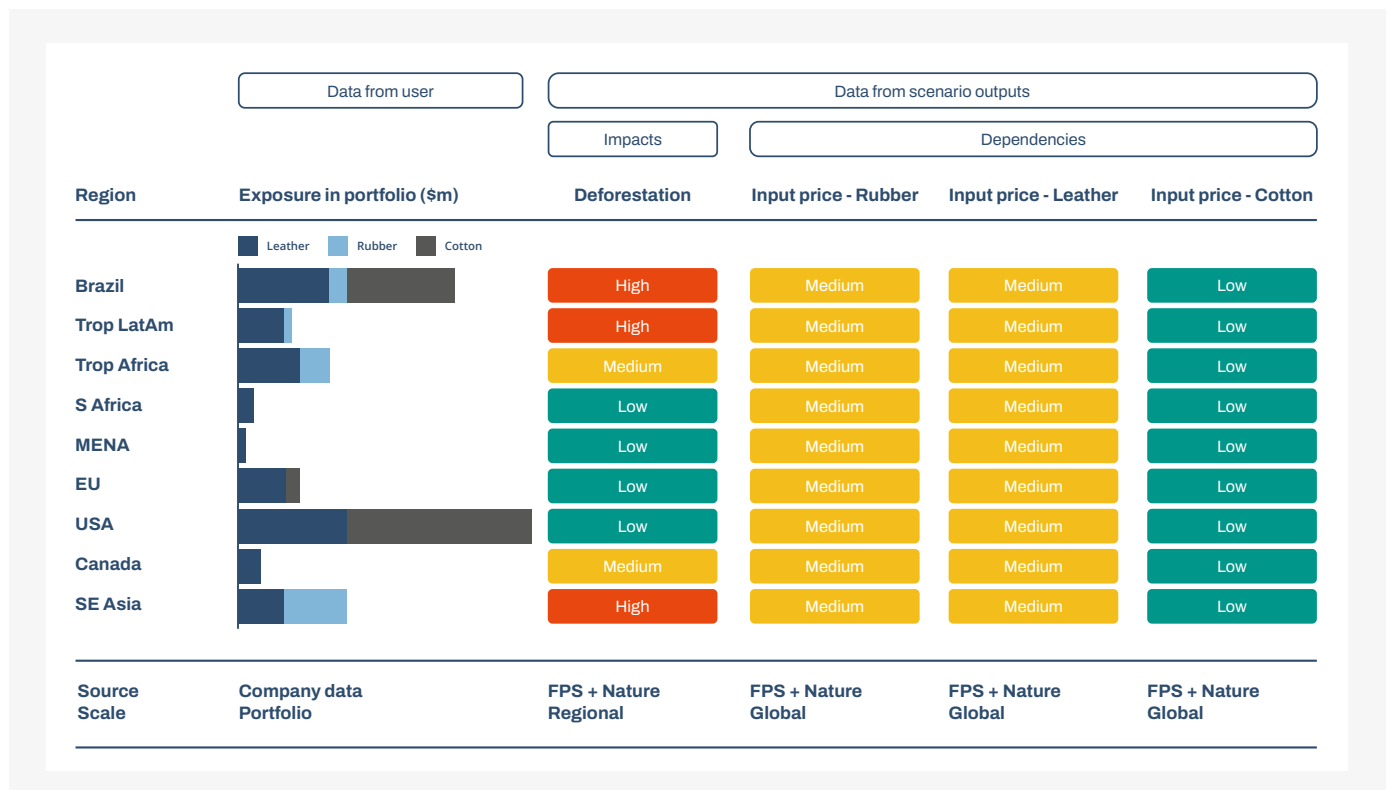 Data from user
Data from scenario outputs
Impacts
Dependencies
Region
Exposure in portfolio ($m)
Deforestation
Input price - Rubber
Input price - Leather
Input price - Cotton
Leather
Rubber
Cotton
Brazil
High
Medium
Medium
Low
Trop LatAm
High
Medium
Medium
Low
Trop Africa
Medium
Medium
Medium
Low
S Africa
Low
Medium
Medium
Low
MENA
Low
Medium
Medium
Low
EU
Low
Medium
Medium
Low
USA
Low
Medium
Medium
Low
Canada
Medium
Medium
Medium
Low
SE Asia
High
Medium
Medium
Low
Source
Company data
FPS + Nature
FPS + Nature
FPS + Nature
FPS + Nature
Scale
Portfolio
Regional
Global
Global
Global